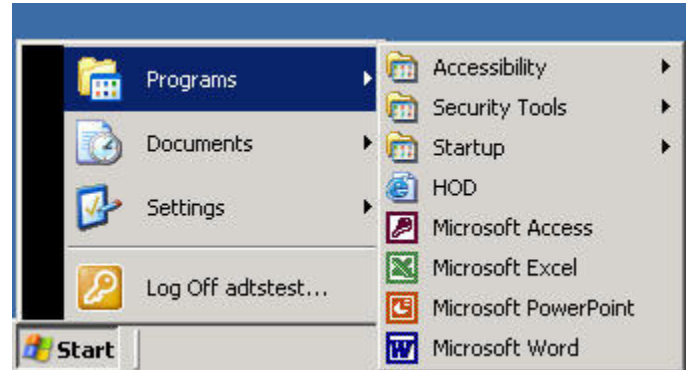 Programs
Documents
Settings
Log Off adtstest...
Start
Accessibility
Security Tools
Startup
HOD
Microsoft Access
Microsoft Excel
Microsoft PowerPoint
Microsoft Word